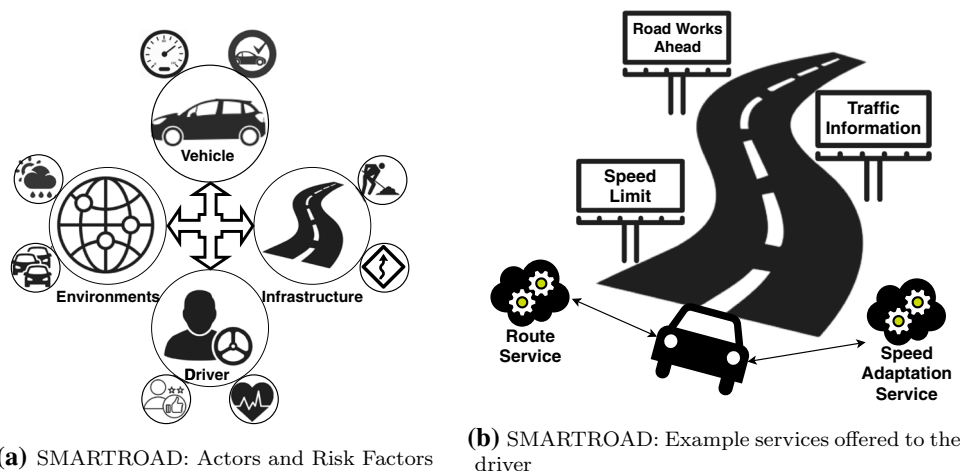 Vehicle
Environments
Infrastructure
Driver
(a) SMARTROAD: Actors and Risk Factors
Road Works
Ahead
Traffic
Information
Speed
Limit
Route
Service
Speed
Adaptation
Service
(b) SMARTROAD: Example services offered to the
driver